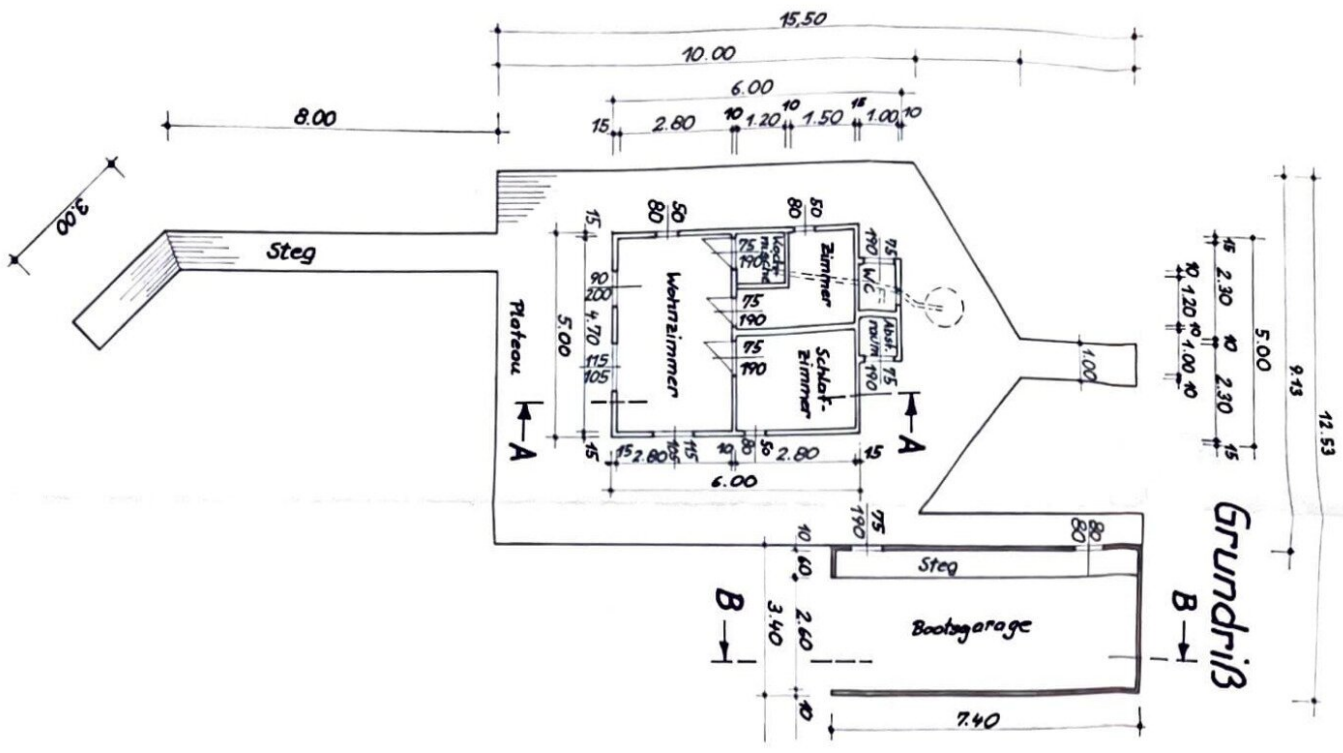 15,50
10.00
6.00
15 2.80 10 1.20 10 1.50 15 1.00 10
8.00
3.00
Steg
Plateau
15
4.70
15
5.00
80
50
80
50
90
200
115
105
Wohnzimmer
75
190
Koch-
nische
75
190
75
190
Zimmer
Schlaf-
zimmer
190
75
WC
Abst.
raum
190
75
A
A
15 2.80 10 2.80 15
105
115
80
50
6.00
1.00
10 1.20 10 1.00 10
15 2.30 10 2.30 15
5.00
9.13
12.53
Grundriß
190
75
80
80
Steg
Bootsgarage
B
B
10 60 2.60 10
3.40
7.40